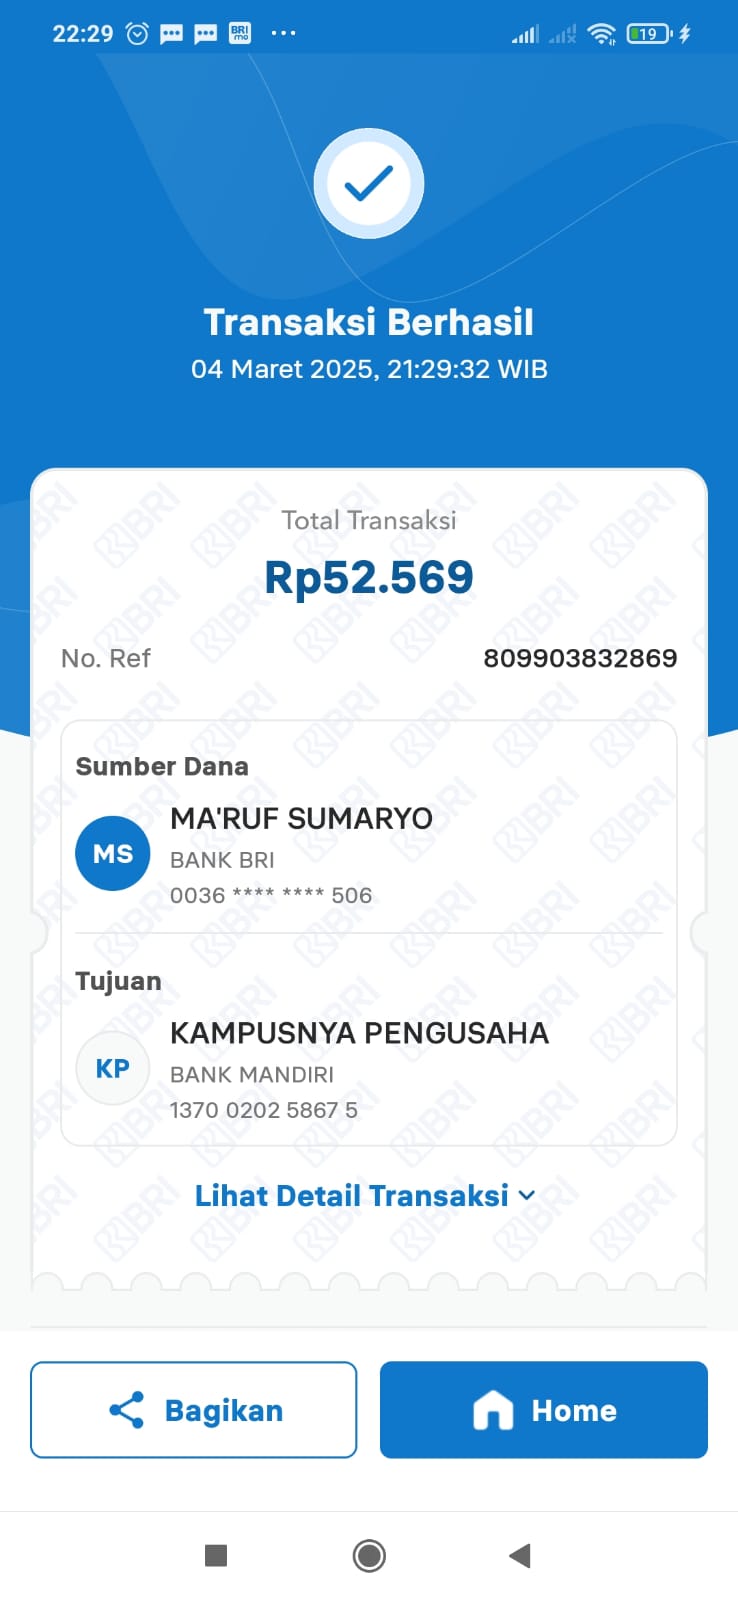 22:29
BRI
mo
19
Transaksi Berhasil
04 Maret 2025, 21:29:32 WIB
Total Transaksi
Rp52.569
No. Ref 809903832869
Sumber Dana
MS
MA'RUF SUMARYO
BANK BRI
0036 **** **** 506
Tujuan
KP
KAMPUSNYA PENGUSAHA
BANK MANDIRI
1370 0202 5867 5
Lihat Detail Transaksi
Bagikan Home